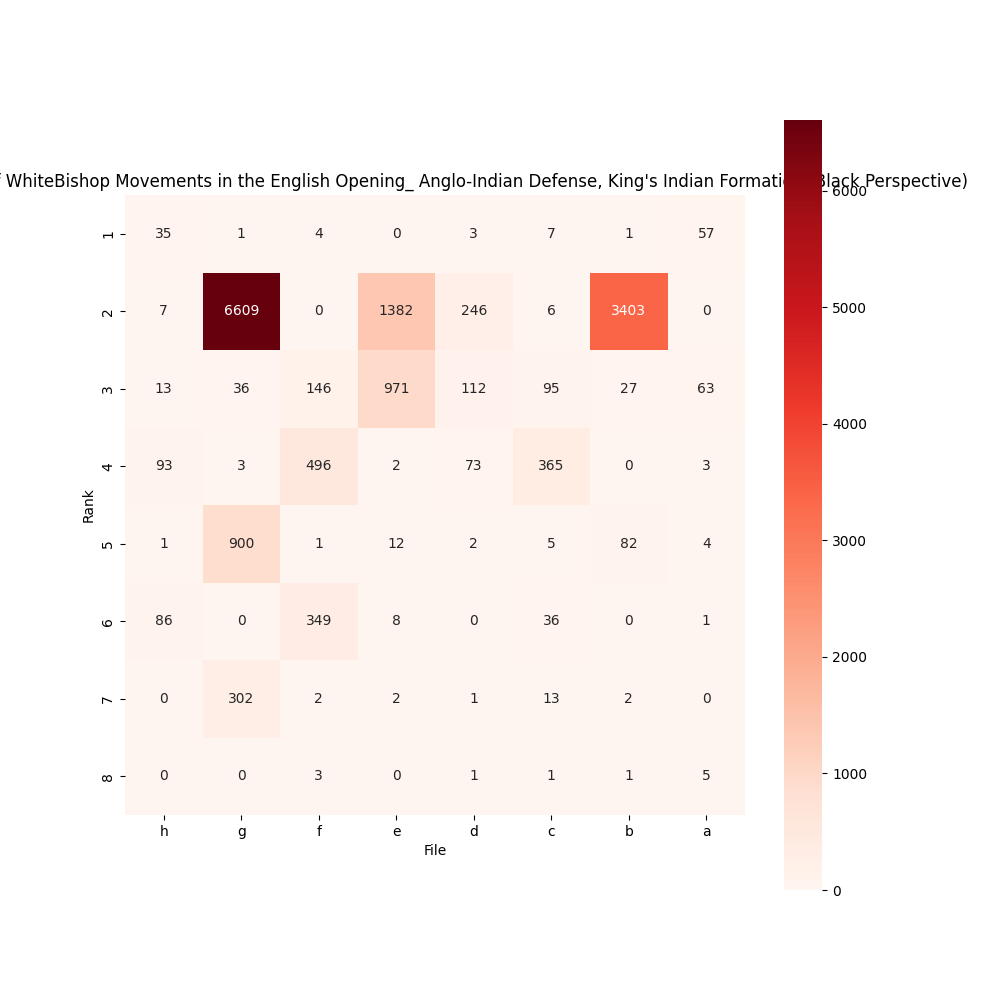 WhiteBishop Movements in the English Opening_ Anglo-Indian Defense, King's Indian Black Perspective)
1 35 1 4 0 3 7 1 57
2 7 6609 0 1382 246 6 3403 0
3 13 36 146 971 112 95 27 63
4 93 3 496 2 73 365 0 3
5 1 900 1 12 2 5 82 4
6 86 0 349 8 0 36 0 1
7 0 302 2 2 1 13 2 0
8 0 0 3 0 1 1 1 5
h g f e d c b a
File
Rank
6000
5000
4000
3000
2000
1000
0